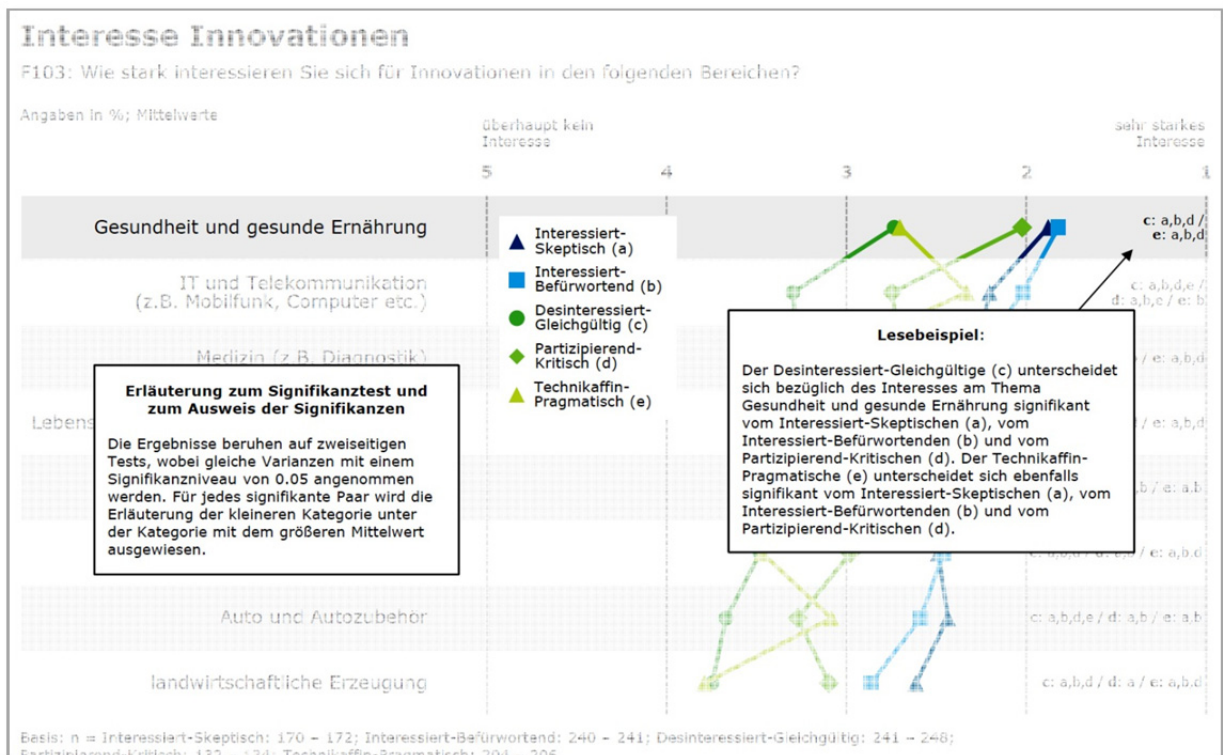 Interesse Innovationen
F103: Wie stark interessieren Sie sich für Innovationen in den folgenden Bereichen?
Angaben in %; Mittelwerte
überhaupt kein
Interesse
sehr starkes
Interesse
5 4 3 2 1
Gesundheit und gesunde Ernährung
c: a,b,d /
e: a,b,d
Interessiert-
Skeptisch (a)
Interessiert-
Befürwortend (b)
Desinteressiert-
Gleichgültig (c)
Partizipierend-
Kritisch (d)
Technikaffin-
Pragmatisch (e)
IT und Telekommunikation
(z.B. Mobilfunk, Computer etc.)
c: a,b,d,e /
d: a,b,e / e: b
Medizin (z.B. Diagnostik)
/ e: a,b,d
Lebens
/ e: a,b,d
Erläuterung zum Signifikanztest und
zum Ausweis der Signifikanzen
Die Ergebnisse beruhen auf zweiseitigen
Tests, wobei gleiche Varianzen mit einem
Signifikanzniveau von 0.05 angenommen
werden. Für jedes signifikante Paar wird die
Erläuterung der kleineren Kategorie unter
der Kategorie mit dem größeren Mittelwert
ausgewiesen.
Lesebeispiel:
Der Desinteressiert-Gleichgültige (c) unterscheidet
sich bezüglich des Interesses am Thema
Gesundheit und gesunde Ernährung signifikant
vom Interessiert-Skeptischen (a), vom
Interessiert-Befürwortenden (b) und vom
Partizipierend-Kritischen (d). Der Technikaffin-
Pragmatische (e) unterscheidet sich ebenfalls
signifikant vom Interessiert-Skeptischen (a), vom
Interessiert-Befürwortenden (b) und vom
Partizipierend-Kritischen (d).
,b / e: a,b
/ e: a,b,d
Auto und Autozubehör
c: a,b,d,e / d: a,b / e: a,b
landwirtschaftliche Erzeugung
c: a,b,d / d: a / e: a,b,d
Basis: n = Interessiert-Skeptisch: 170 – 172; Interessiert-Befürwortend: 240 – 241; Desinteressiert-Gleichgültig: 241 – 248;